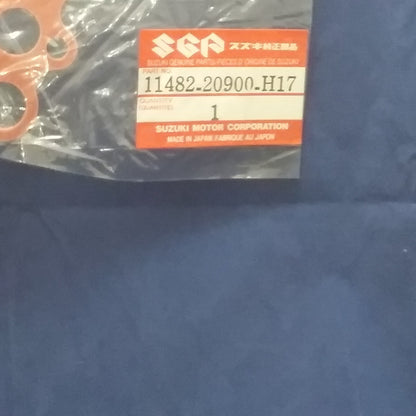 SGP スズキ純正部品
SUZUKI GENUINE PARTS/PIECES D'ORIGINE DE SUZUKI
PART NO.
11482-20900-H17
QUANTITY
QUANTITE
1
SUZUKI MOTOR CORPORATION
MADE IN JAPAN FABRIQUE AU JAPON